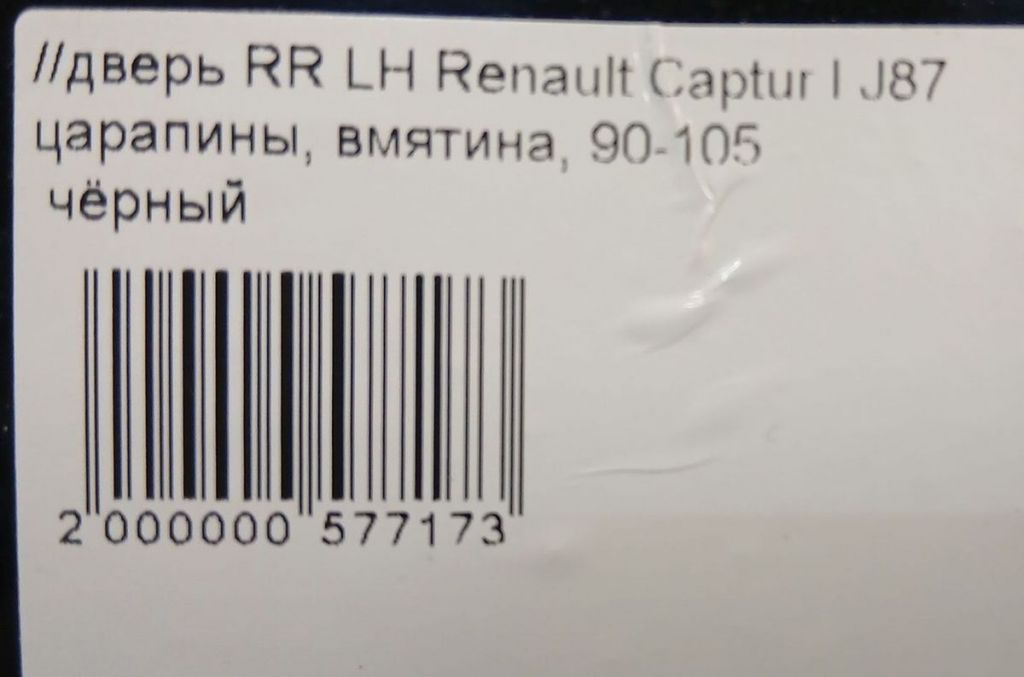 //дверь RR LH Renault Captur I J87
царапины, вмятина, 90-105
чёрный
2 000000 577173